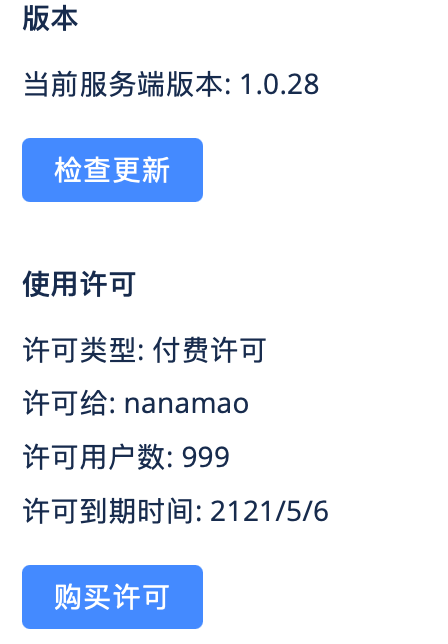 版本
当前服务端版本: 1.0.28
检查更新
使用许可
许可类型: 付费许可
许可给: nanamao
许可用户数: 999
许可到期时间: 2121/5/6
购买许可